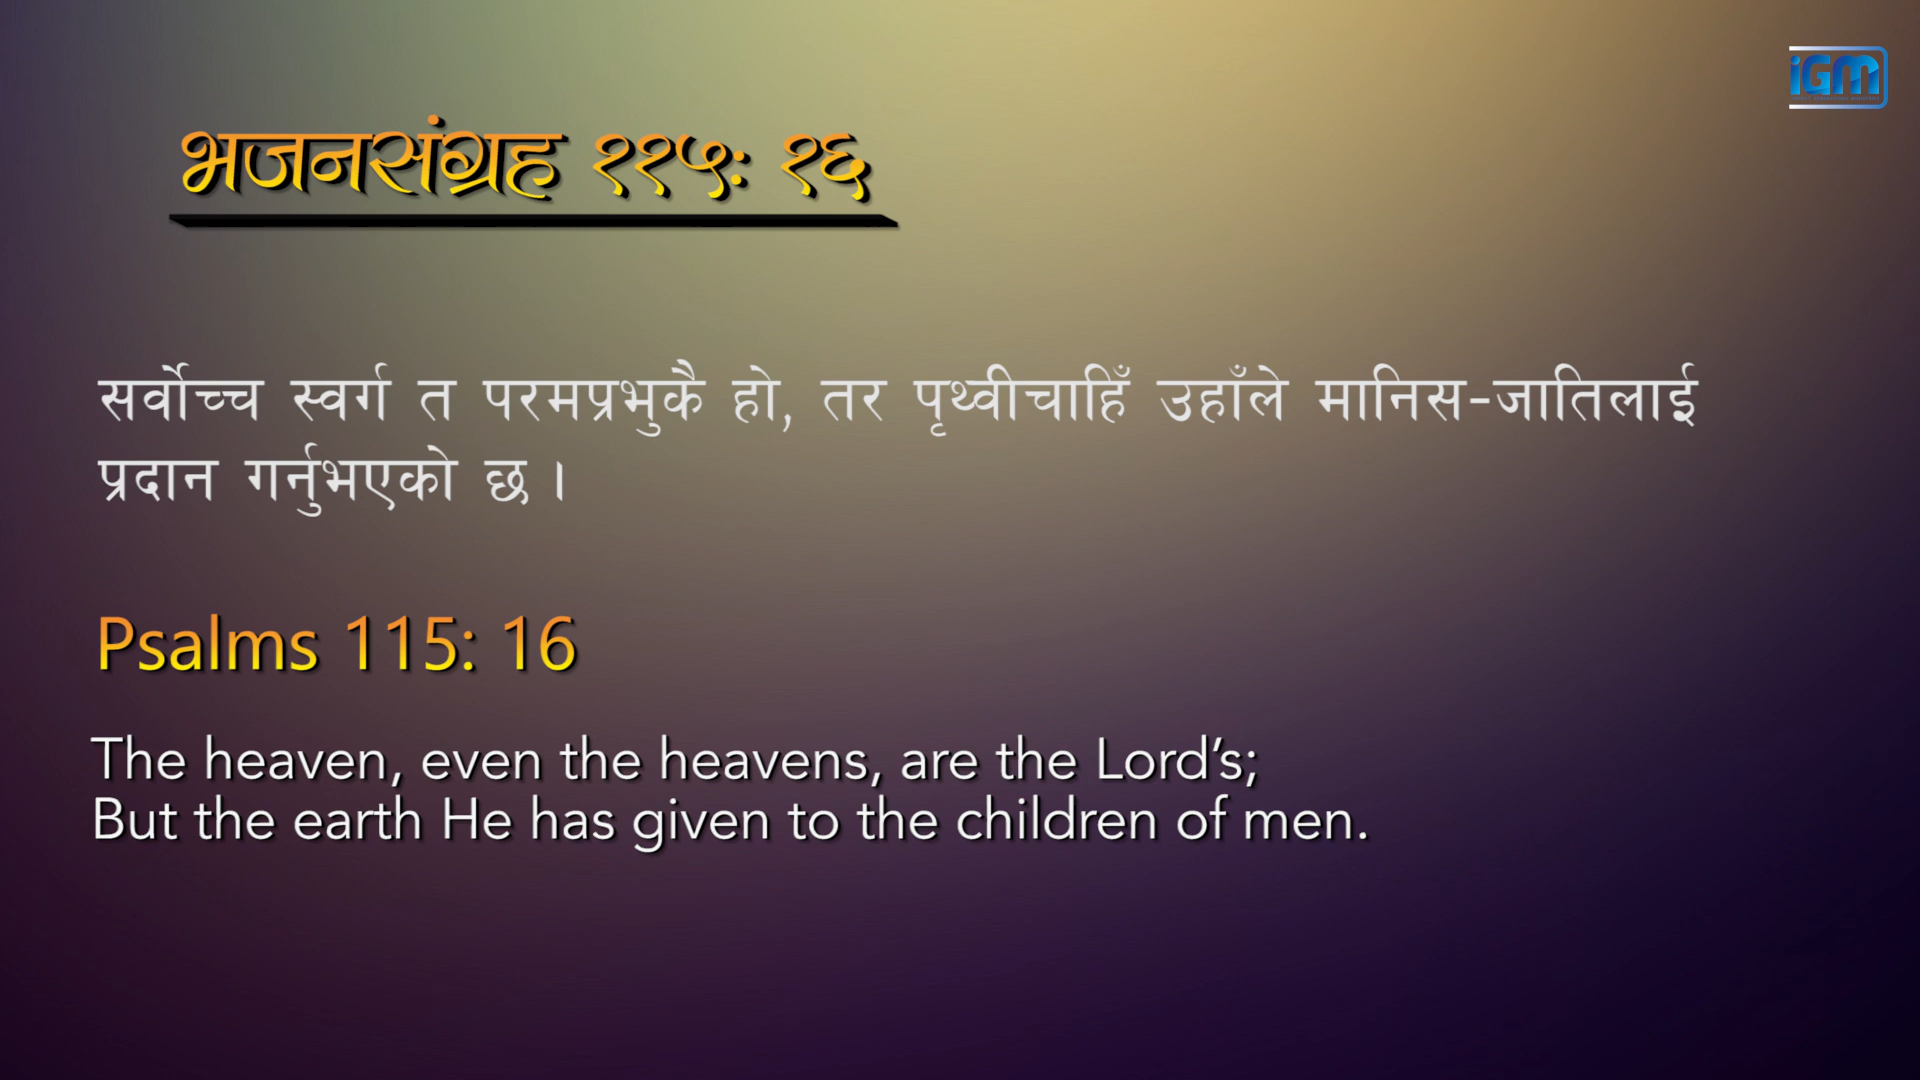 iGM
भजनसंग्रह ११५: १६
सर्वोच्च स्वर्ग त परमप्रभुकै हो, तर पृथ्वीचाहिँ उहाँले मानिस-जातिलाई
प्रदान गर्नुभएको छ ।
Psalms 115: 16
The heaven, even the heavens, are the Lord’s;
But the earth He has given to the children of men.